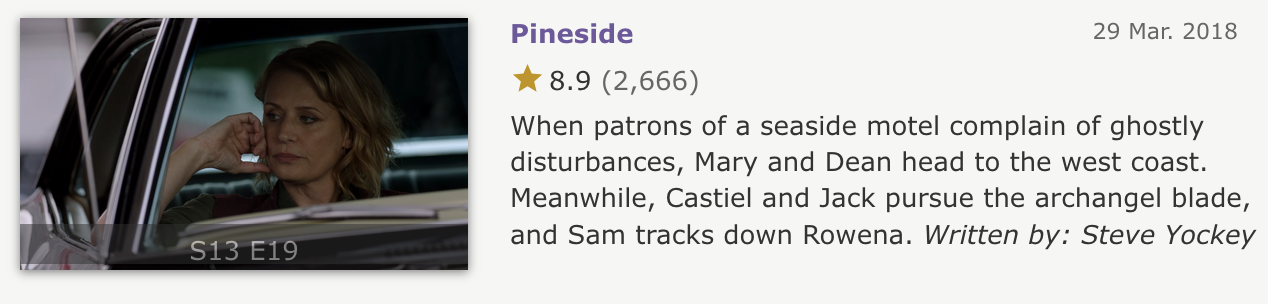 Pineside
29 Mar. 2018
8.9 (2,666)
When patrons of a seaside motel complain of ghostly
disturbances, Mary and Dean head to the west coast.
Meanwhile, Castiel and Jack pursue the archangel blade,
and Sam tracks down Rowena. Written by: Steve Yockey
S13 E19